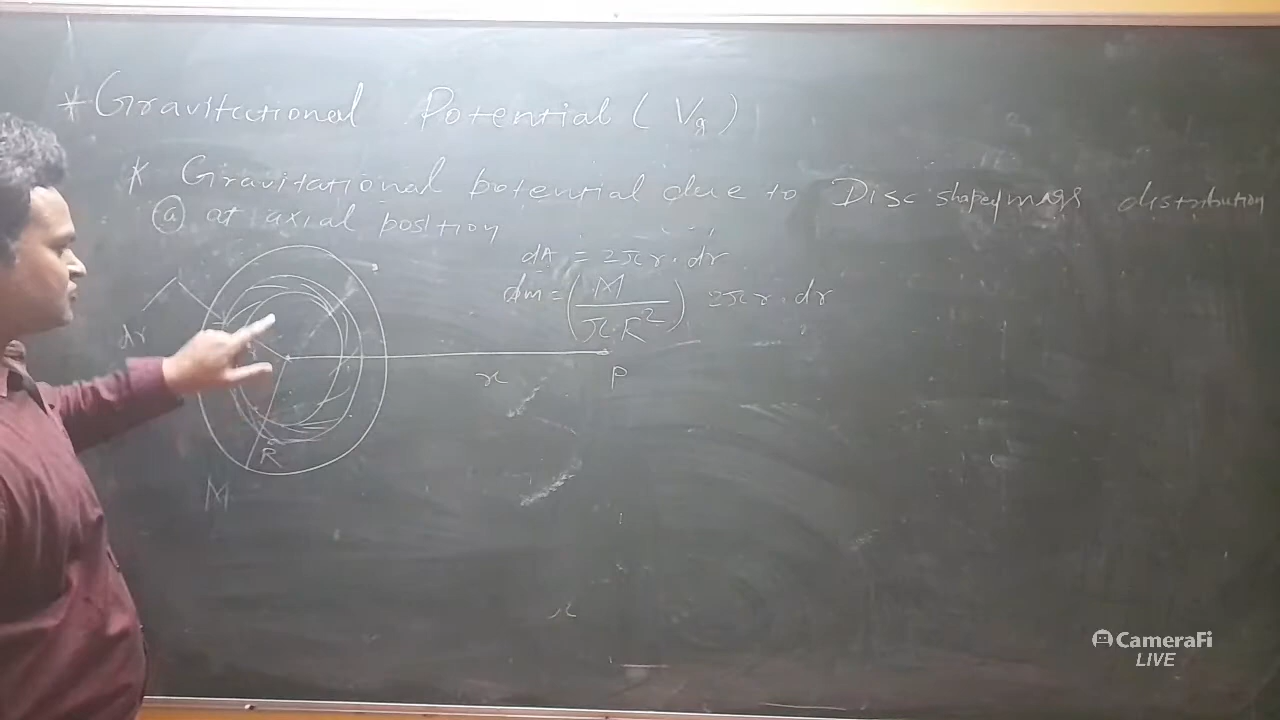 * Gravitational Potential ( Vg )
* Gravitational potential due to Disc shaped mass distribution
(a) at axial position
dA = 2πr.dr
dm = ( M / π.R² ) 2πr.dr
dr
x
P
R
M
x
CameraFi
LIVE